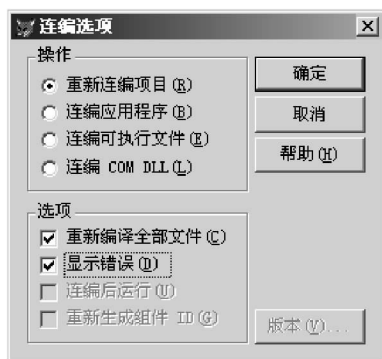 连编选项
操作
重新连编项目(R)
连编应用程序(B)
连编可执行文件(E)
连编 COM DLL(L)
确定
取消
帮助(H)
选项
重新编译全部文件(C)
显示错误(D)
连编后运行(U)
重新生成组件 ID(G)
版本(V)...